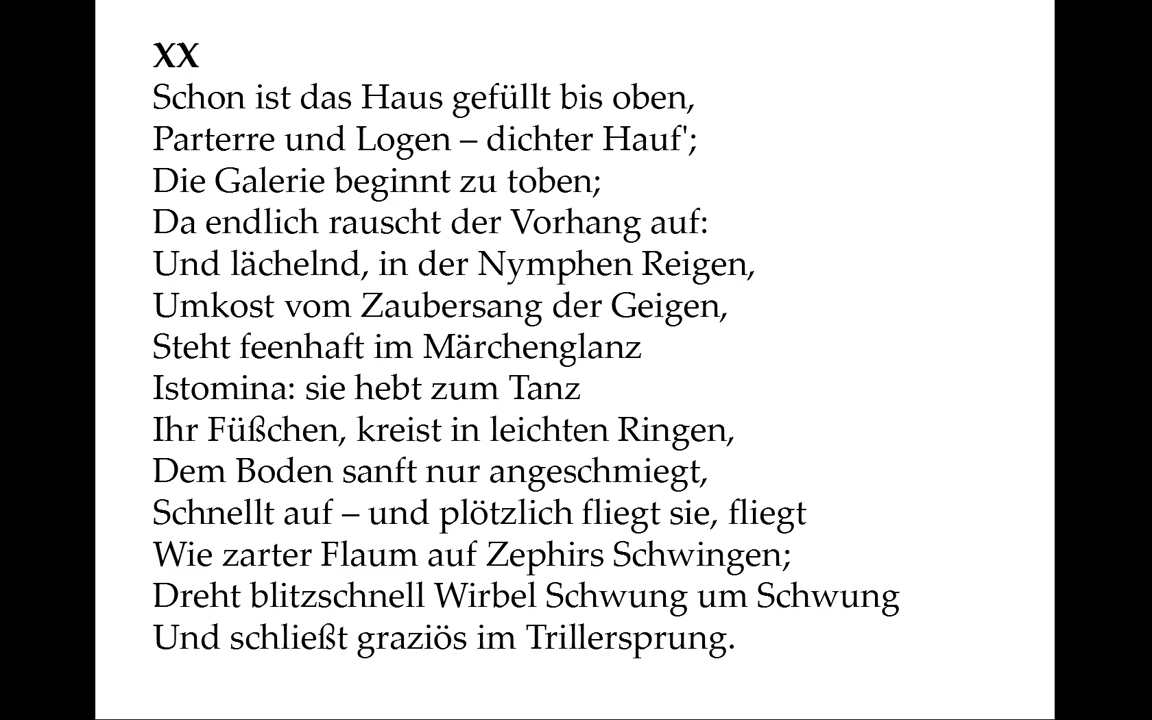 XX
Schon ist das Haus gefüllt bis oben,
Parterre und Logen – dichter Hauf';
Die Galerie beginnt zu toben;
Da endlich rauscht der Vorhang auf:
Und lächelnd, in der Nymphen Reigen,
Umkost vom Zaubersang der Geigen,
Steht feenhaft im Märchenglanz
Istomina: sie hebt zum Tanz
Ihr Füßchen, kreist in leichten Ringen,
Dem Boden sanft nur angeschmiegt,
Schnellt auf – und plötzlich fliegt sie, fliegt
Wie zarter Flaum auf Zephirs Schwingen;
Dreht blitzschnell Wirbel Schwung um Schwung
Und schließt graziös im Trillersprung.